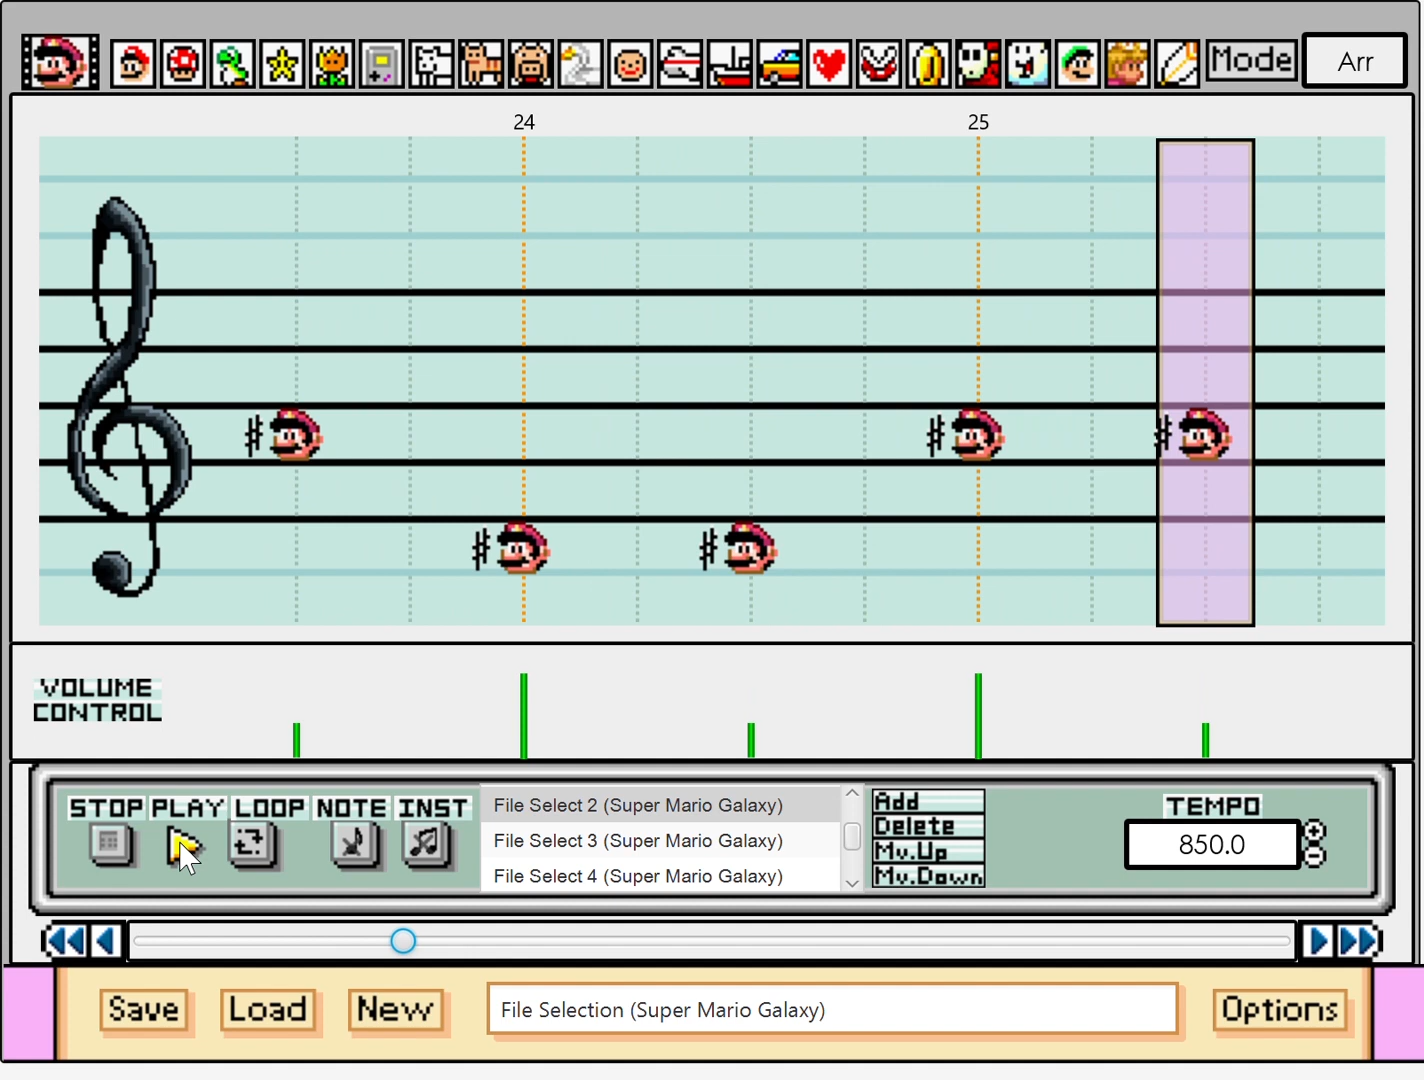 Mode Arr
24 25
VOLUME
CONTROL
STOP PLAY LOOP NOTE INST
File Select 2 (Super Mario Galaxy)
File Select 3 (Super Mario Galaxy)
File Select 4 (Super Mario Galaxy)
Add
Delete
Mv.Up
Mv.Down
TEMPO
850.0
Save Load New File Selection (Super Mario Galaxy) Options